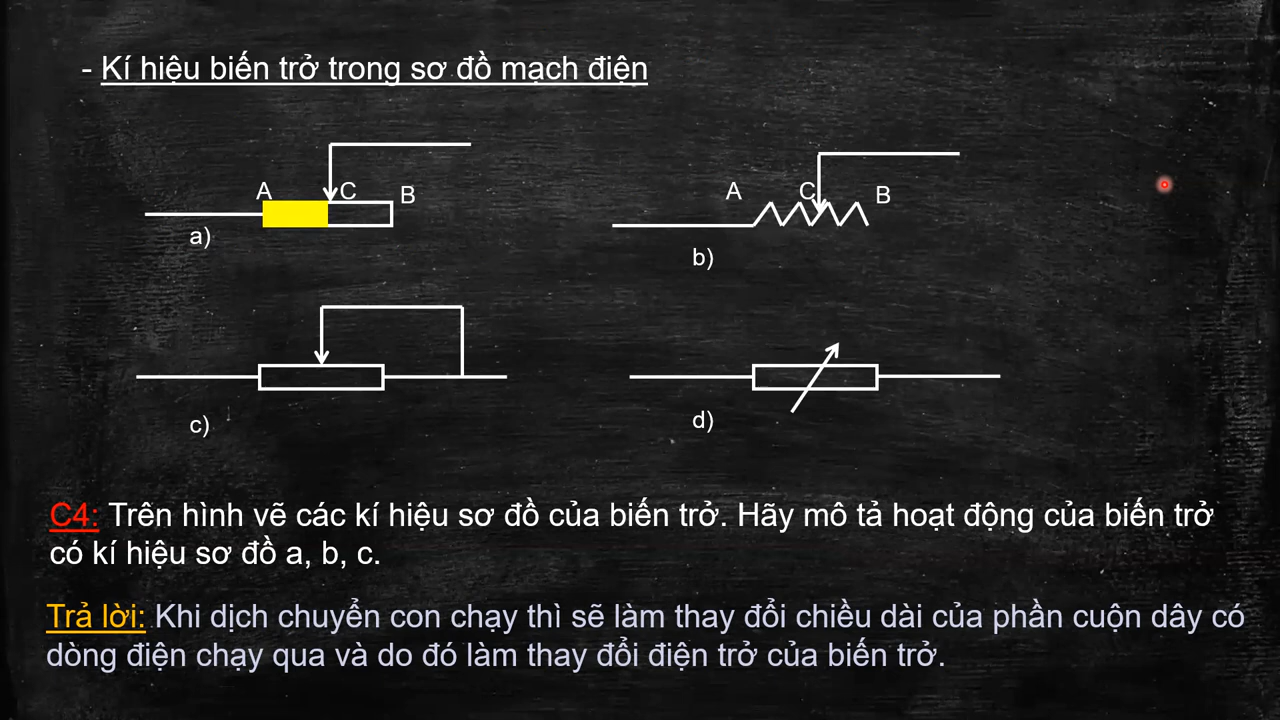 - Kí hiệu biến trở trong sơ đồ mạch điện
A C B
a)
A C B
b)
c)
d)
C4: Trên hình vẽ các kí hiệu sơ đồ của biến trở. Hãy mô tả hoạt động của biến trở
có kí hiệu sơ đồ a, b, c.
Trả lời: Khi dịch chuyển con chạy thì sẽ làm thay đổi chiều dài của phần cuộn dây có
dòng điện chạy qua và do đó làm thay đổi điện trở của biến trở.